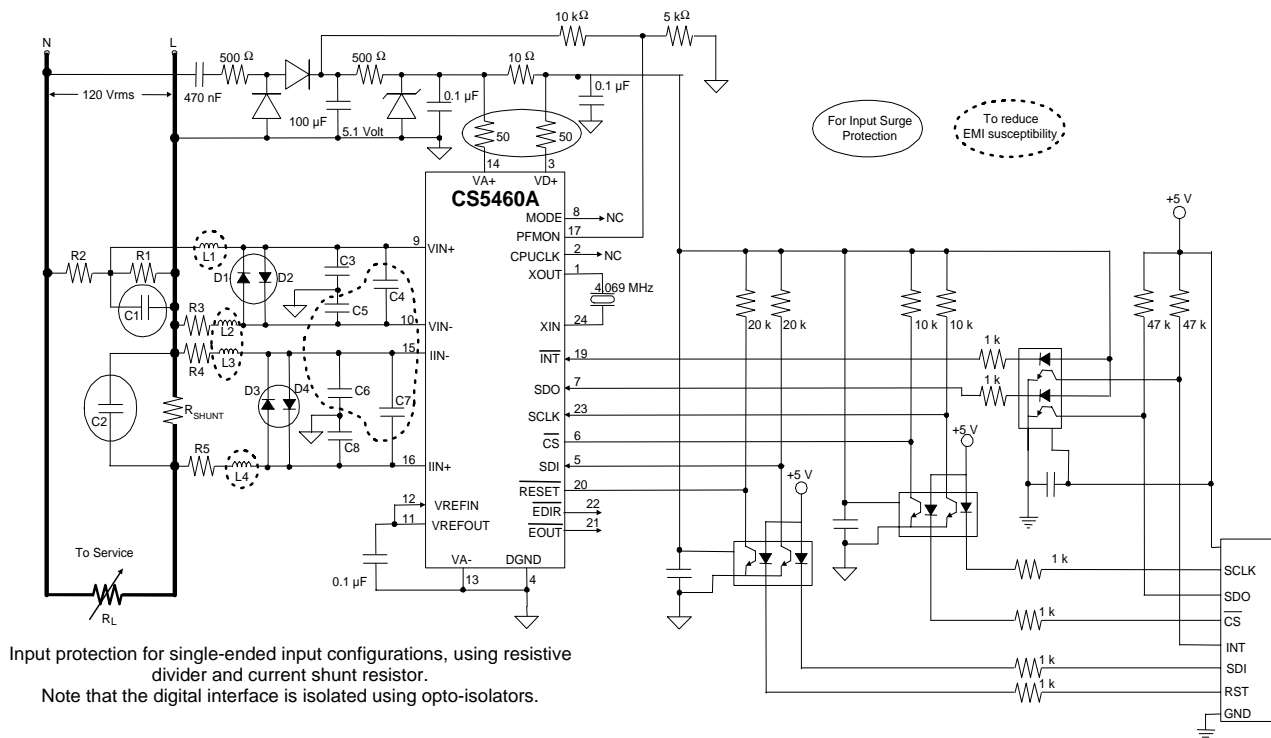 10 kΩ
5 kΩ
N
L
500 Ω
500 Ω
10 Ω
120 Vrms
470 nF
100 µF
5.1 Volt
0.1 µF
0.1 µF
50
50
For Input Surge
Protection
To reduce
EMI susceptibility
14
3
VA+
VD+
CS5460A
+5 V
MODE
8
NC
PFMON
17
CPUCLK
2
NC
XOUT
1
4.069 MHz
XIN
24
9
VIN+
L1
R2
R1
D1
D2
C3
C4
C5
C1
R3
L2
10
VIN-
R4
L3
15
IIN-
20 k
20 k
10 k
10 k
47 k
47 k
INT
19
1 k
SDO
7
1 k
SCLK
23
CS
6
SDI
5
RESET
20
EDIR
22
EOUT
21
D3
D4
C6
C7
C2
RSHUNT
C8
R5
L4
16
IIN+
12
VREFIN
11
VREFOUT
+5 V
+5 V
To Service
RL
0.1 µF
VA-
13
DGND
4
1 k
SCLK
SDO
1 k
CS
INT
1 k
SDI
1 k
RST
GND
Input protection for single-ended input configurations, using resistive
divider and current shunt resistor.
Note that the digital interface is isolated using opto-isolators.